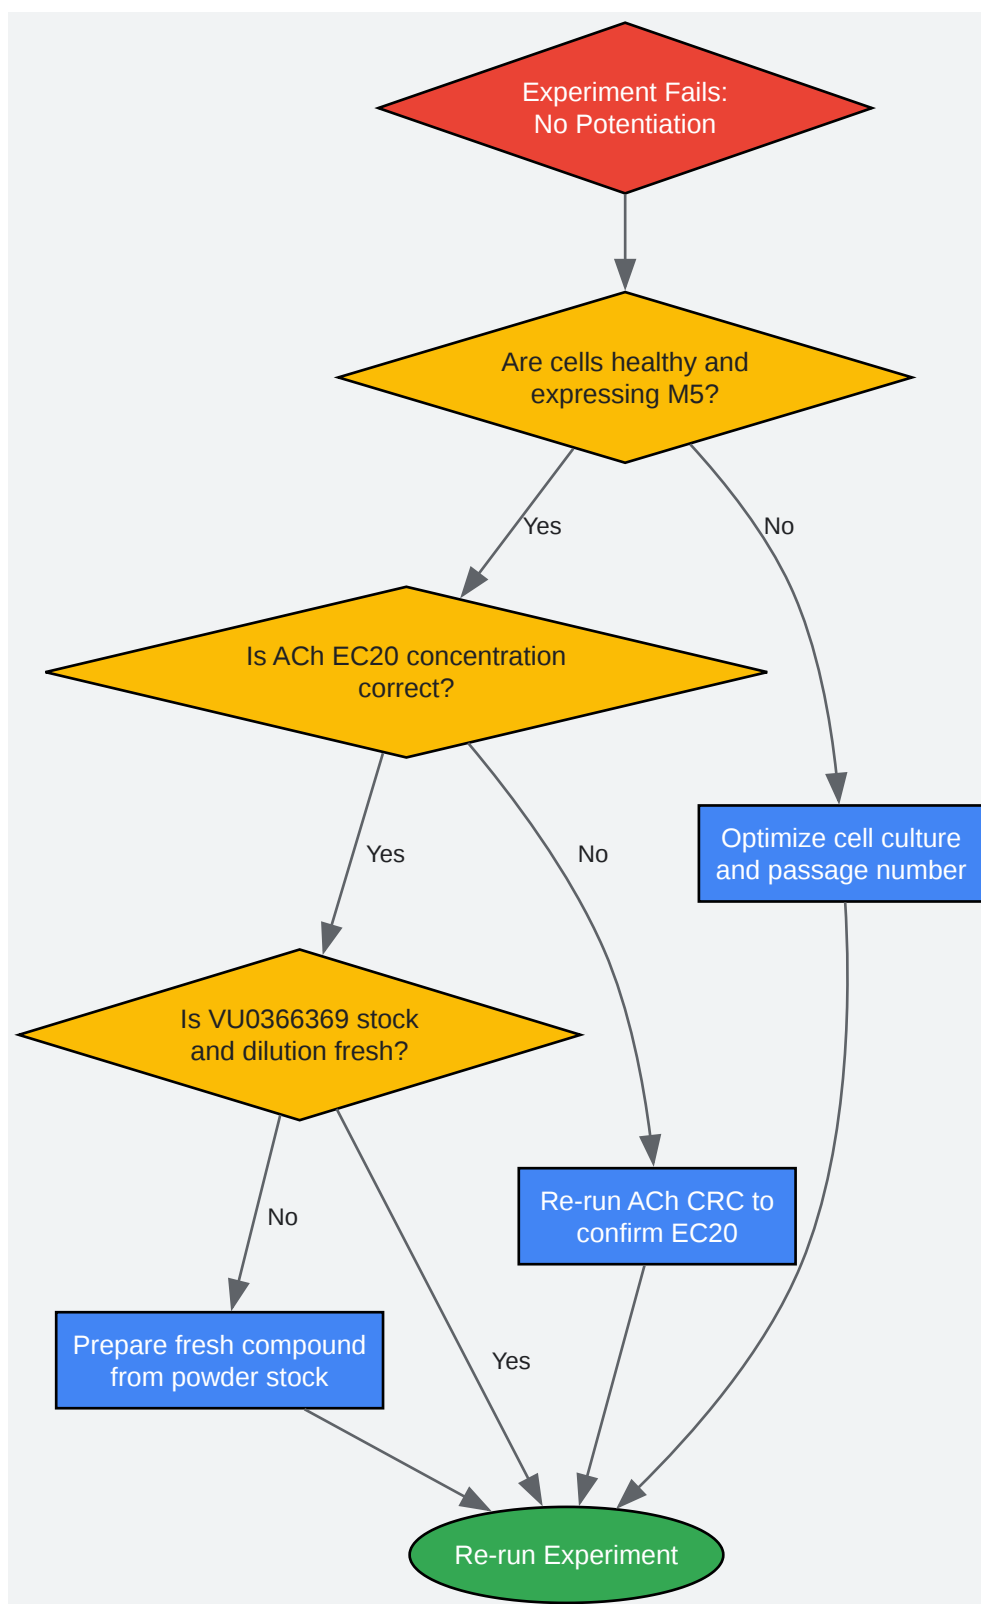 Experiment Fails:
No Potentiation
Are cells healthy and
expressing M5?
Yes
No
Is ACh EC20 concentration
correct?
Optimize cell culture
and passage number
Yes
No
Is VU0366369 stock
and dilution fresh?
Re-run ACh CRC to
confirm EC20
No
Prepare fresh compound
from powder stock
Yes
Re-run Experiment